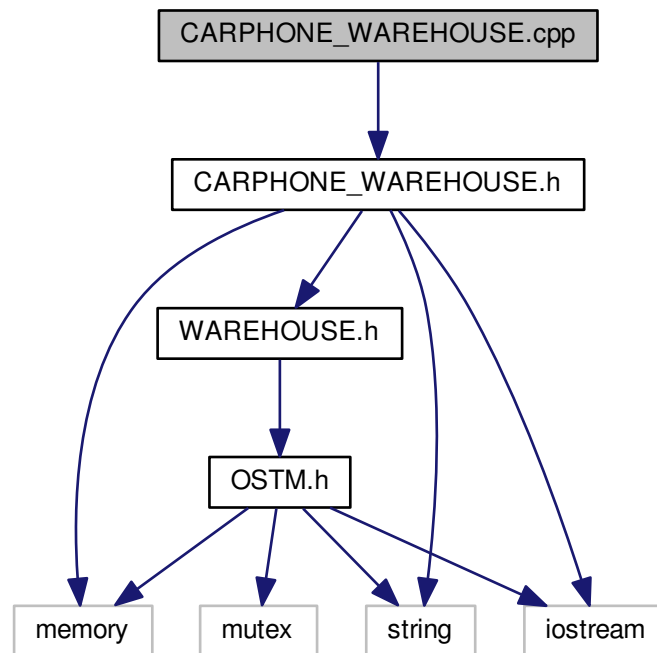 CARPHONE_WAREHOUSE.cpp
CARPHONE_WAREHOUSE.h
WAREHOUSE.h
OSTM.h
memory
mutex
string
iostream